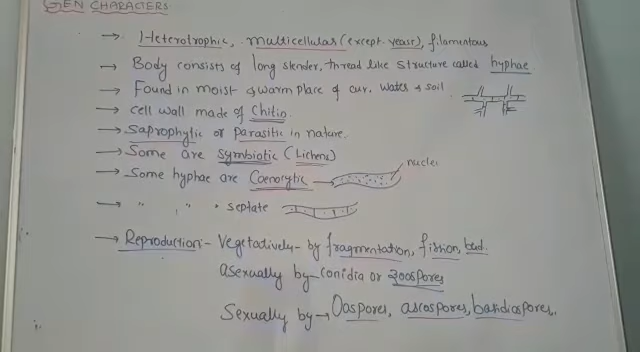 GEN CHARACTERS
→ Heterotrophic, multicellular (except yeast), filamentous
→ Body consists of long slender, thread like structure called hyphae
→ Found in moist & warm place of air, water & soil
→ cell wall made of Chitin
→ Saprophytic or Parasitic in nature.
→ Some are symbiotic (Lichens)
→ Some hyphae are Coenocytic → nuclei
→ " " " septate
→ Reproduction:- Vegetatively- by fragmentation, fission, bud.
asexually by- conidia or zoospores
Sexually by → Oospores, ascospores, basidiospores.